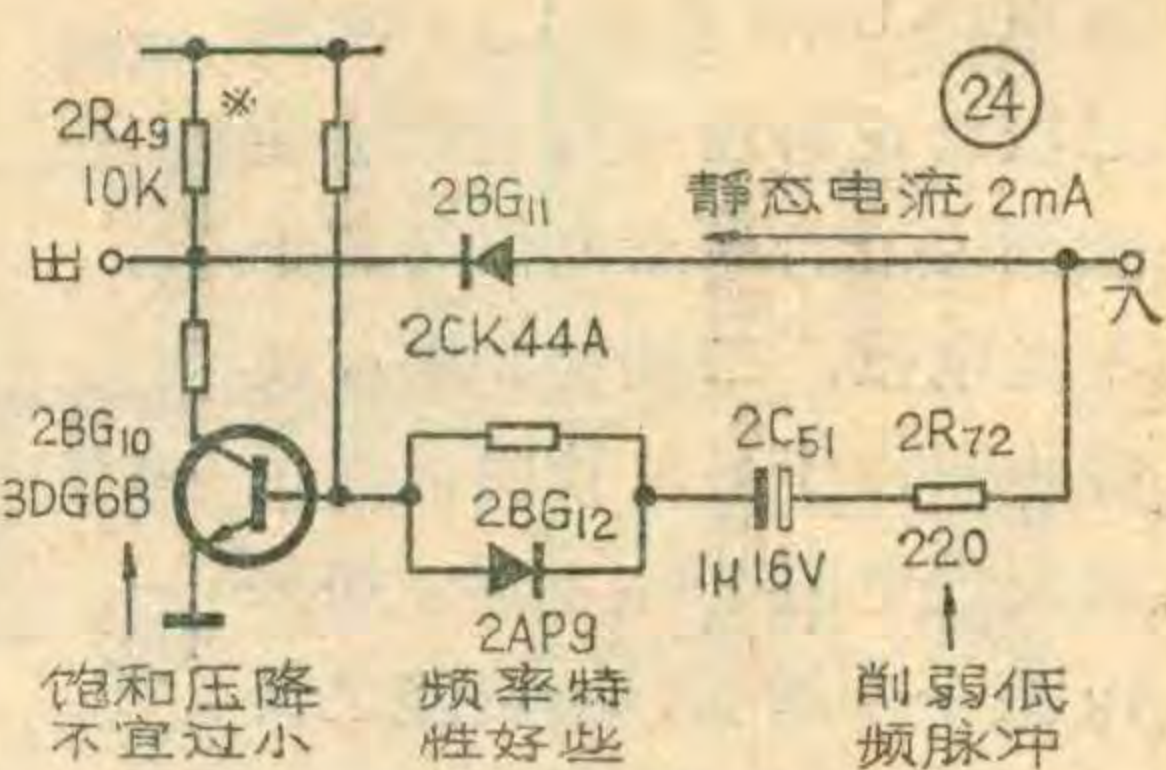 24
2R49
※
10K
2BG11
静态电流 2mA
出
入
2CK44A
2BG10
3DG6B
2BG12
2C51
2R72
1μ 16V
220
2AP9
饱和压降
不宜过小
频率特
性好些
削弱低
频脉冲